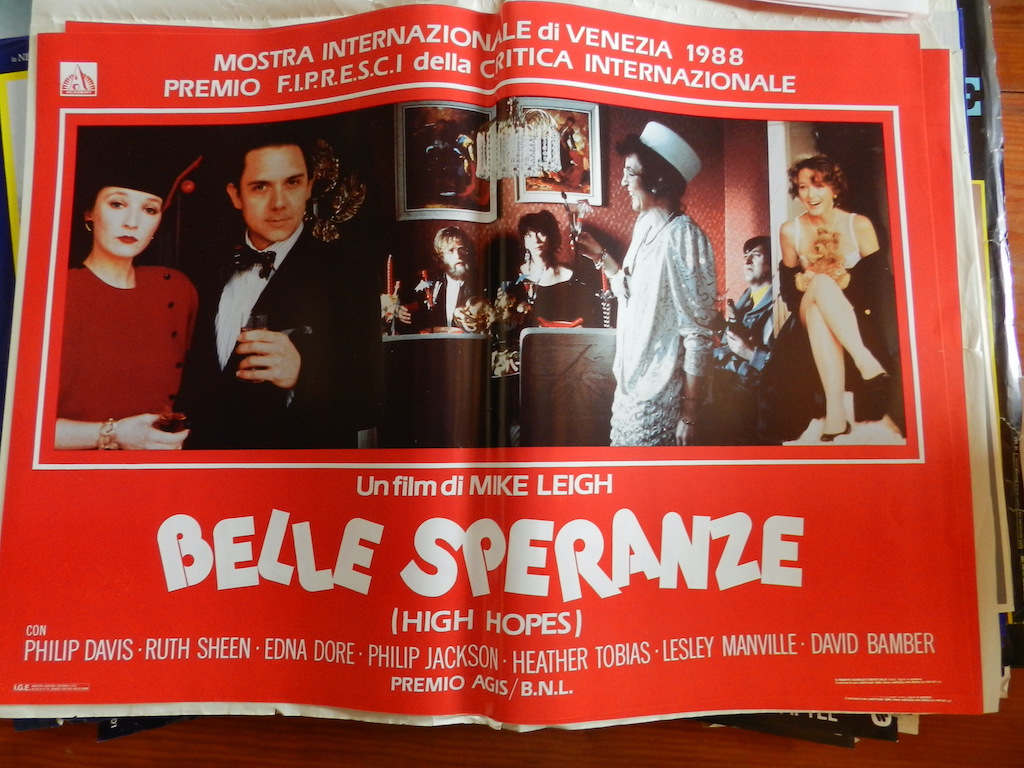 MOSTRA INTERNAZIONALE di VENEZIA 1988
PREMIO F.I.P.R.E.S.C.I della CRITICA INTERNAZIONALE
A
Un film di MIKE LEIGH
BELLE SPERANZE
(HIGH HOPES)
CON
PHILIP DAVIS · RUTH SHEEN · EDNA DORE · PHILIP JACKSON · HEATHER TOBIAS · LESLEY MANVILLE · DAVID BAMBER
PREMIO AGIS/B.N.L.
I.G.E.